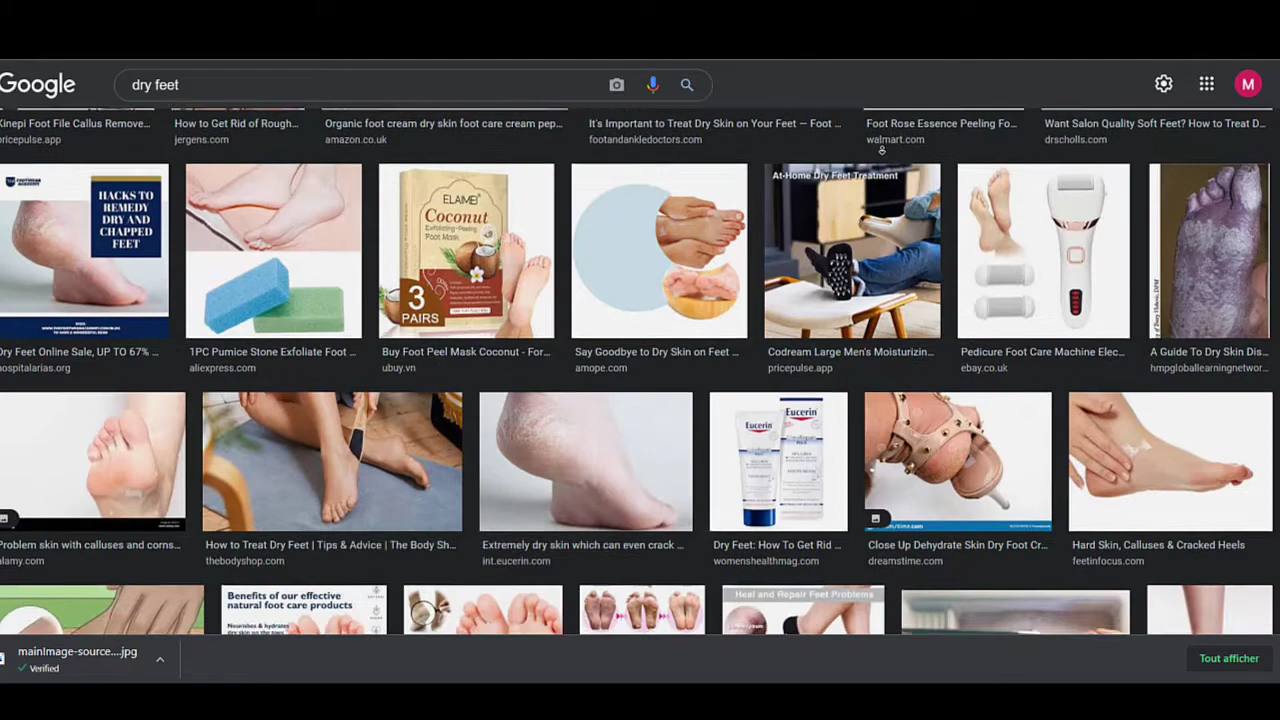 Google
dry feet
M
Kinepi Foot File Callus Remove...
pricepulse.app
How to Get Rid of Rough...
jergens.com
Organic foot cream dry skin foot care cream pep...
amazon.co.uk
It's Important to Treat Dry Skin on Your Feet — Foot ...
footandankledoctors.com
Foot Rose Essence Peeling Fo...
walmart.com
Want Salon Quality Soft Feet? How to Treat D...
drscholls.com
HACKS TO
REMEDY
DRY AND
CHAPPED
FEET
ELAIMEI
Coconut
Exfoliating-Peeling
Foot Mask
3
PAIRS
At-Home Dry Feet Treatment
Dry Feet Online Sale, UP TO 67% ...
hospitalarias.org
1PC Pumice Stone Exfoliate Foot ...
aliexpress.com
Buy Foot Peel Mask Coconut - For...
ubuy.vn
Say Goodbye to Dry Skin on Feet ...
amope.com
Codream Large Men's Moisturizin...
pricepulse.app
Pedicure Foot Care Machine Elec...
ebay.co.uk
A Guide To Dry Skin Dis...
hmpgloballearningnetwor...
Eucerin
Eucerin
Problem skin with calluses and corns...
alamy.com
How to Treat Dry Feet | Tips & Advice | The Body Sh...
thebodyshop.com
Extremely dry skin which can even crack ...
int.eucerin.com
Dry Feet: How To Get Rid ...
womenshealthmag.com
Close Up Dehydrate Skin Dry Foot Cr...
dreamstime.com
Hard Skin, Calluses & Cracked Heels
feetinfocus.com
Benefits of our effective
natural foot care products
Nourishes & hydrates
dry skin on the toes
Heal and Repair Feet Problems
mainImage-source....jpg
Verified
Tout afficher